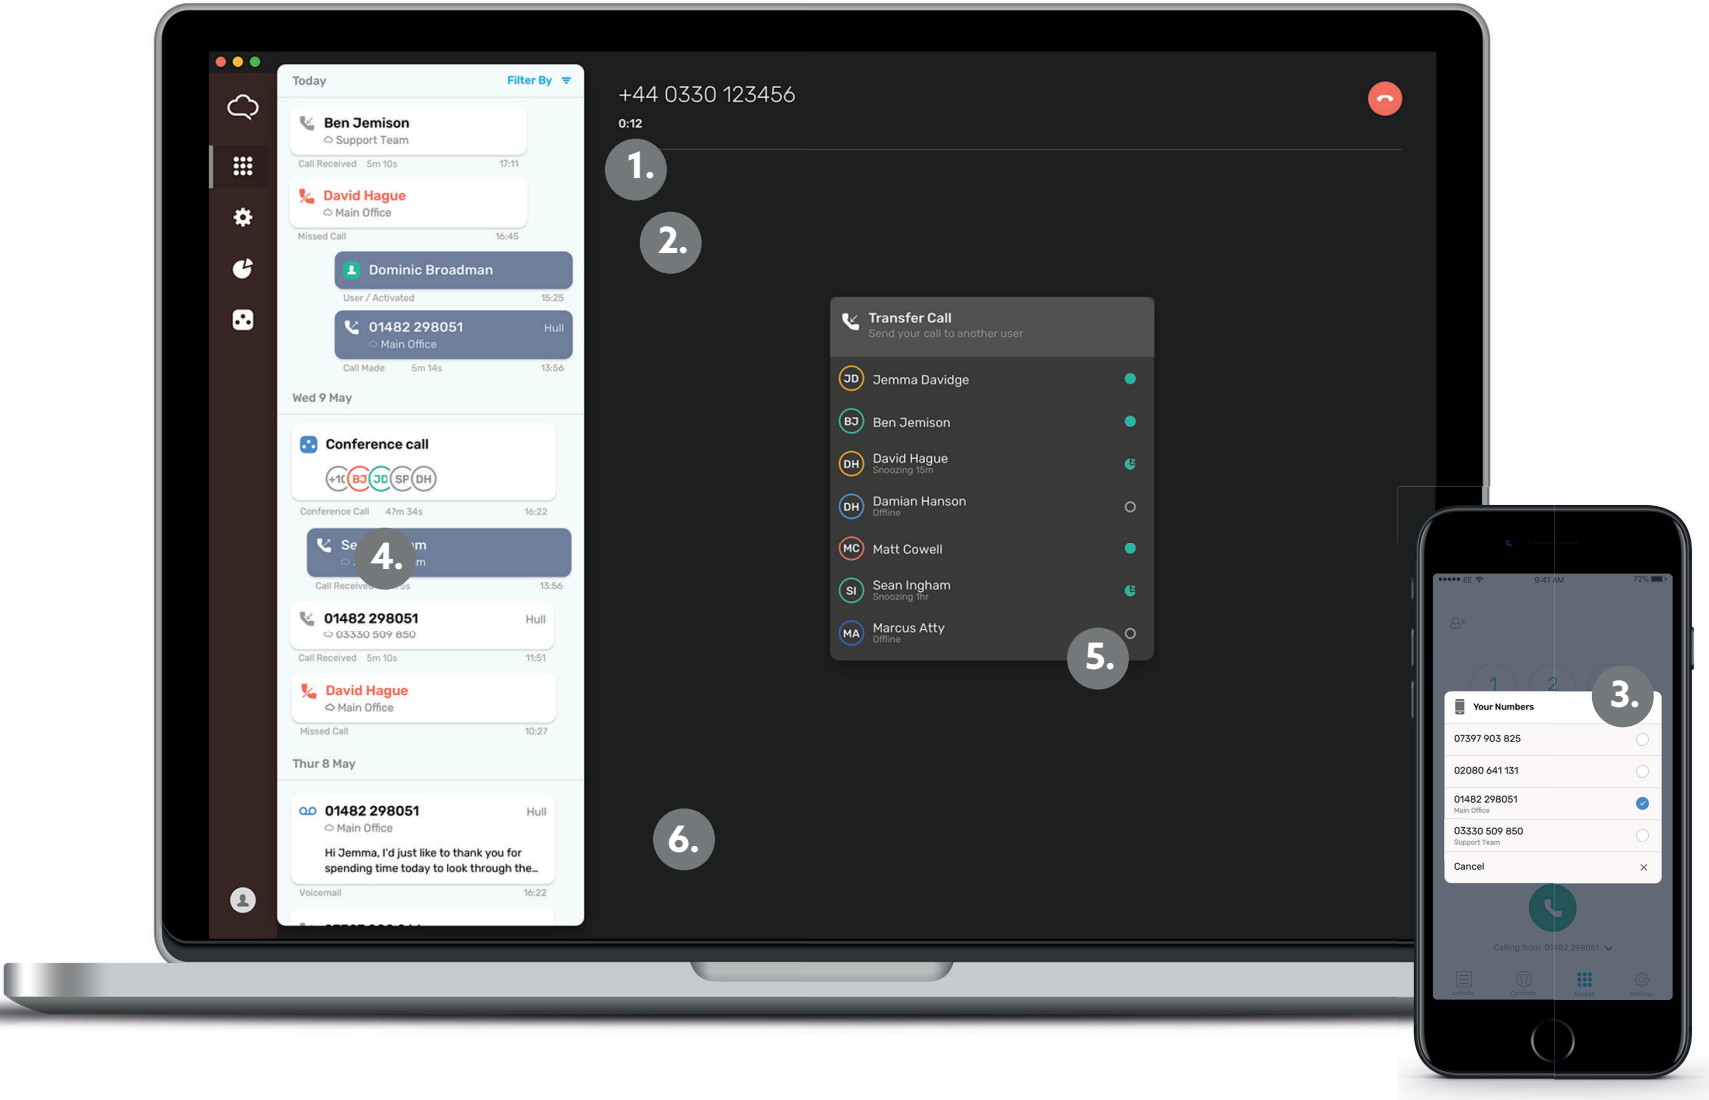 Today Filter By
Ben Jemison
Support Team
Call Received 5m 10s 17:11
David Hague
Main Office
Missed Call 16:45
Dominic Broadman
User / Activated 15:25
01482 298051 Hull
Main Office
Call Made 5m 14s 13:56
Wed 9 May
Conference call
BJ JD SP DH
Conference Call 47m 34s 16:22
4.
Call Received 13:56
01482 298051 Hull
03330 509 850
Call Received 5m 10s 11:51
David Hague
Main Office
Missed Call 10:27
Thur 8 May
01482 298051 Hull
Main Office
Hi Jemma, I'd just like to thank you for
spending time today to look through the...
Voicemail 16:22
+44 0330 123456
0:12
1.
2.
Transfer Call
Send your call to another user
JD Jemma Davidge
BJ Ben Jemison
DH David Hague
Snoozing 15m
DH Damian Hanson
Offline
MC Matt Cowell
SI Sean Ingham
Snoozing 1hr
MA Marcus Atty
Offline
5.
6.
EE 9:41 AM 72%
1 2
3.
Your Numbers
07397 903 825
02080 641 131
01482 298051
Main Office
03330 509 850
Support Team
Cancel
Calling from 01482 298051
Activity Contacts Keypad Settings